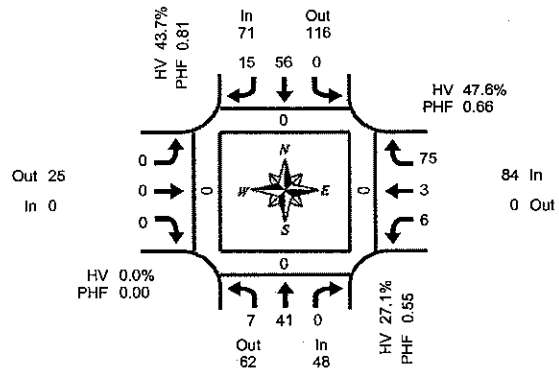 HV 43.7%
PHF 0.81
In
71
Out
116
15 56 0
HV 47.6%
PHF 0.66
0
0
0
0
Out 25
In 0
0
0
N
W E
S
75
3
6
84 In
0 Out
0
HV 0.0%
PHF 0.00
7 41 0
Out
62
In
48
HV 27.1%
PHF 0.55